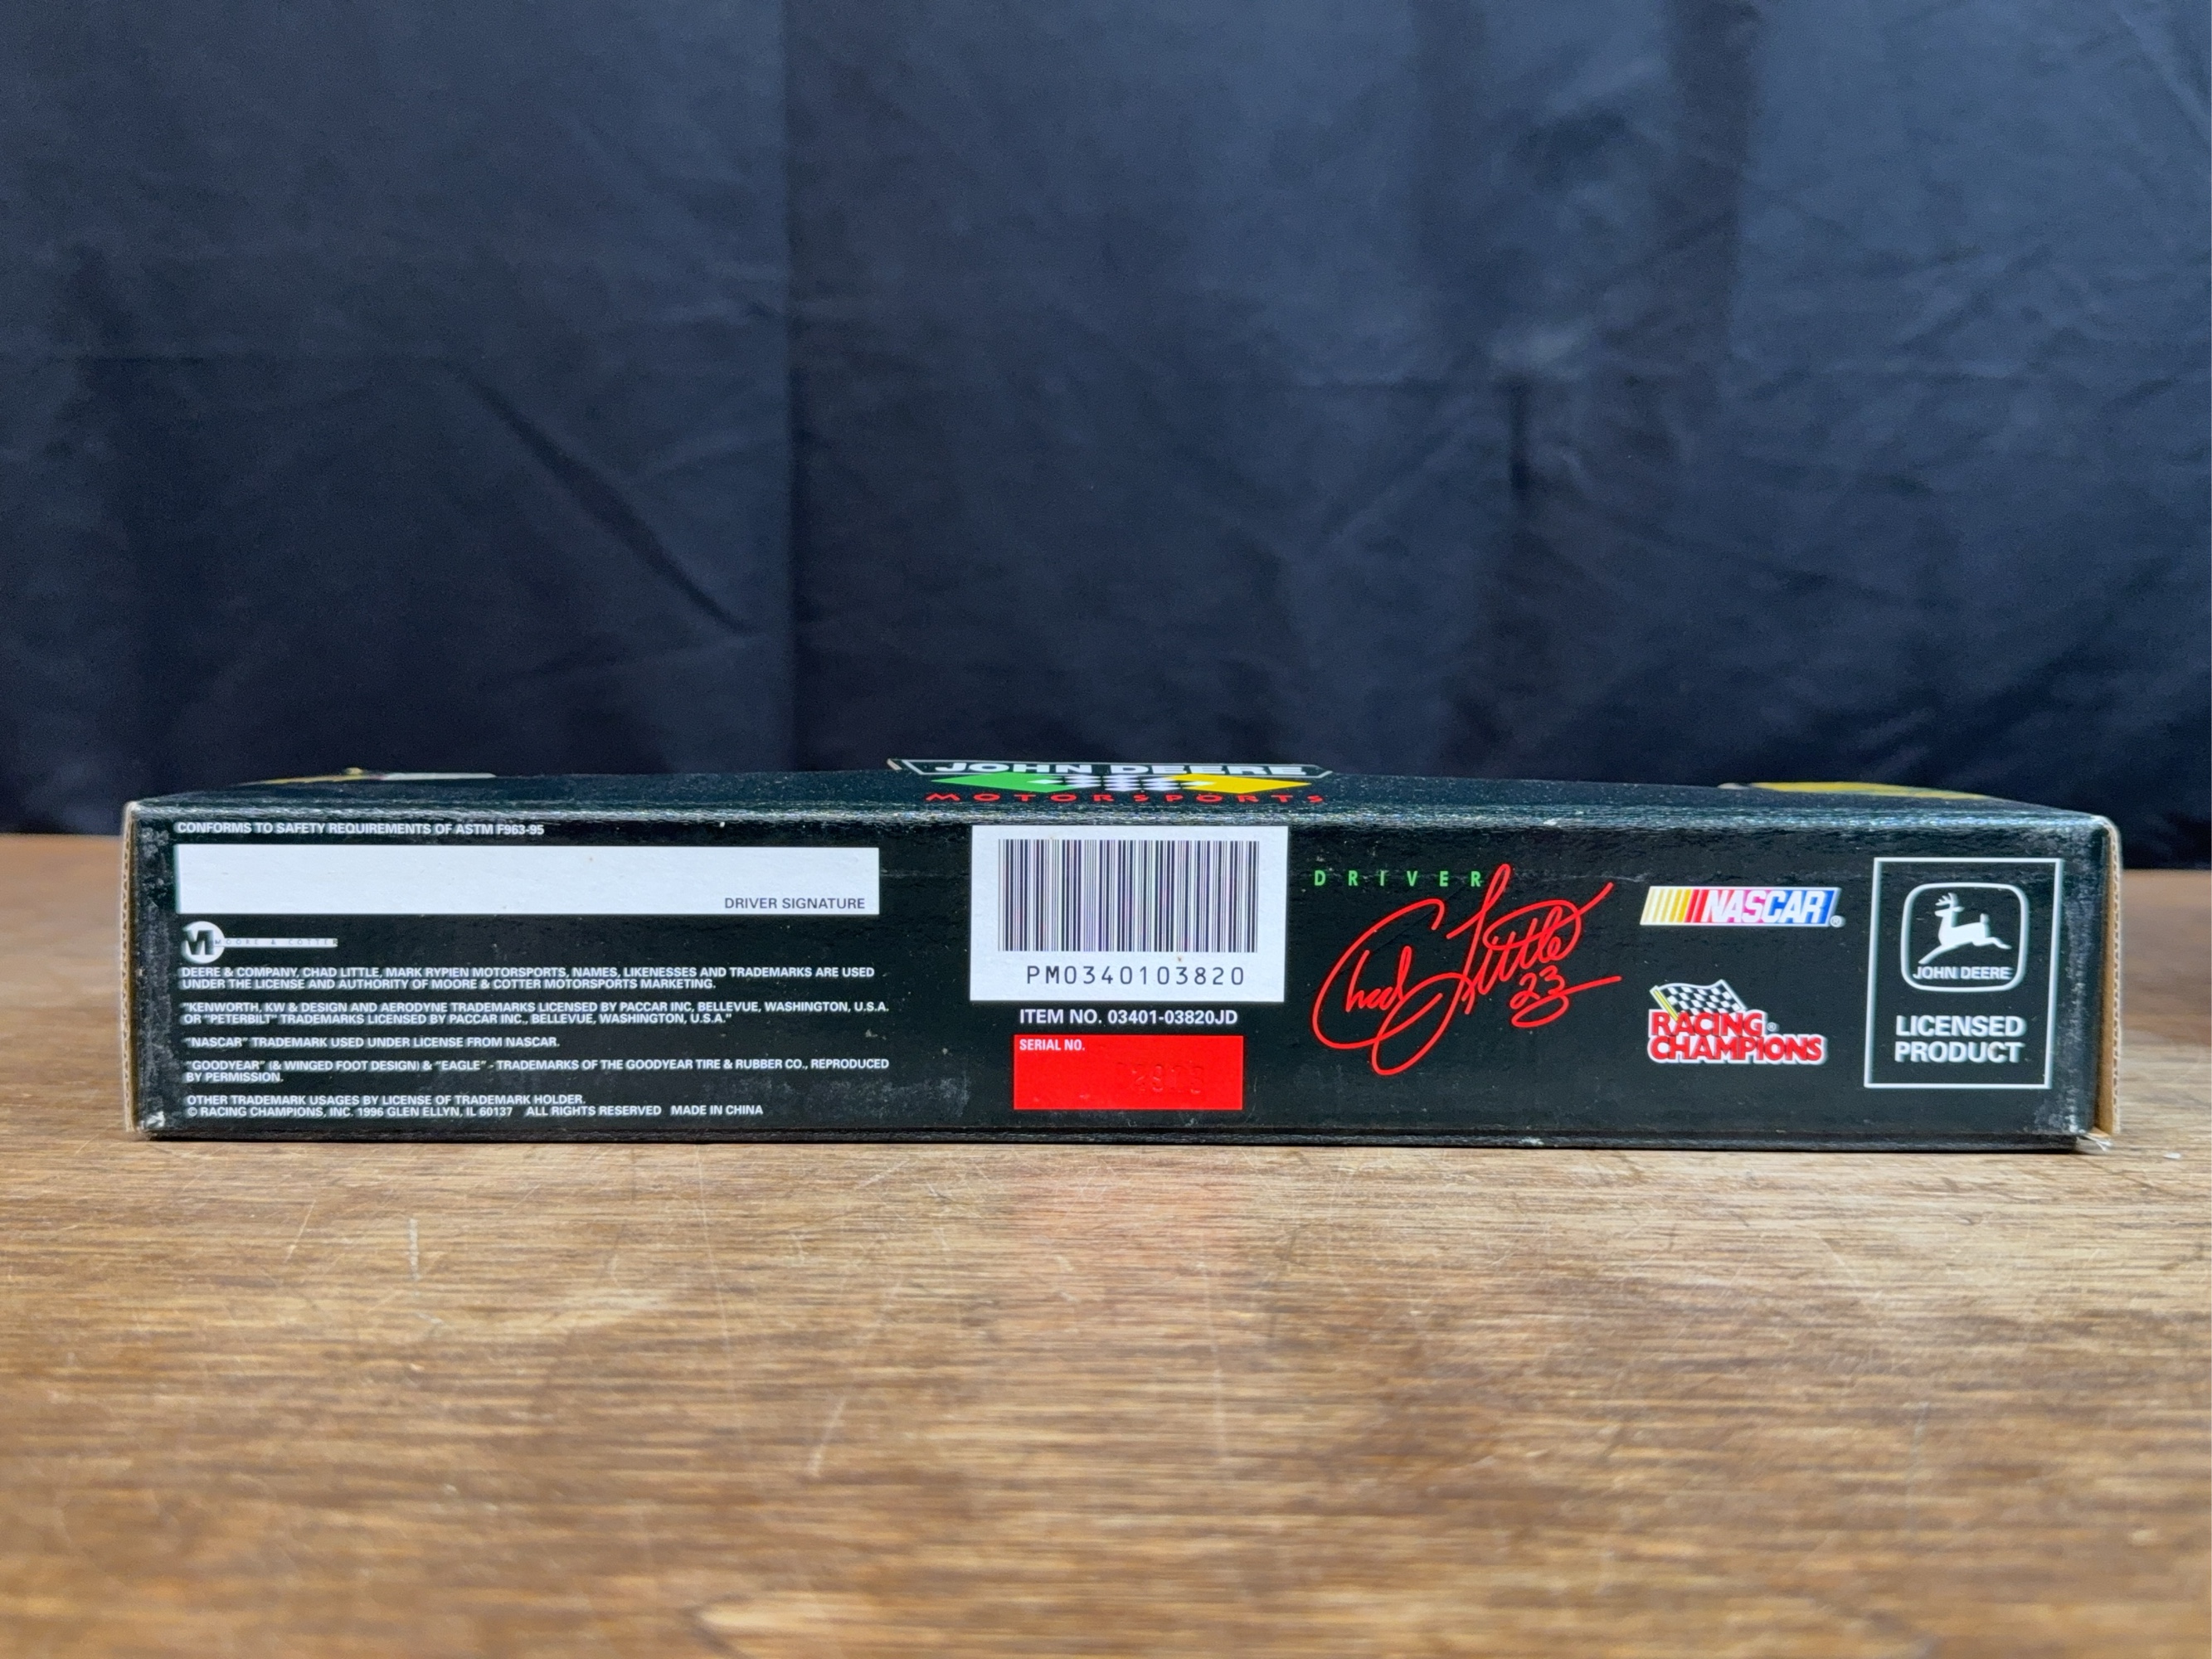 JOHN DEERE
MOTORSPORTS
CONFORMS TO SAFETY REQUIREMENTS OF ASTM F963-95
DRIVER SIGNATURE
M MOORE & COTTER
DEERE & COMPANY, CHAD LITTLE, MARK RYPIEN MOTORSPORTS, NAMES, LIKENESSES AND TRADEMARKS ARE USED
UNDER THE LICENSE AND AUTHORITY OF MOORE & COTTER MOTORSPORTS MARKETING.
"KENWORTH, KW & DESIGN AND AERODYNE TRADEMARKS LICENSED BY PACCAR INC, BELLEVUE, WASHINGTON, U.S.A.
OR "PETERBILT" TRADEMARKS LICENSED BY PACCAR INC., BELLEVUE, WASHINGTON, U.S.A."
"NASCAR" TRADEMARK USED UNDER LICENSE FROM NASCAR.
"GOODYEAR" (& WINGED FOOT DESIGN) & "EAGLE" - TRADEMARKS OF THE GOODYEAR TIRE & RUBBER CO., REPRODUCED
BY PERMISSION.
OTHER TRADEMARK USAGES BY LICENSE OF TRADEMARK HOLDER.
© RACING CHAMPIONS, INC. 1996 GLEN ELLYN, IL 60137 ALL RIGHTS RESERVED MADE IN CHINA
PM0340103820
ITEM NO. 03401-03820JD
SERIAL NO.
DRIVER
Chad Little
23
NASCAR®
RACING®
CHAMPIONS
JOHN DEERE
LICENSED
PRODUCT